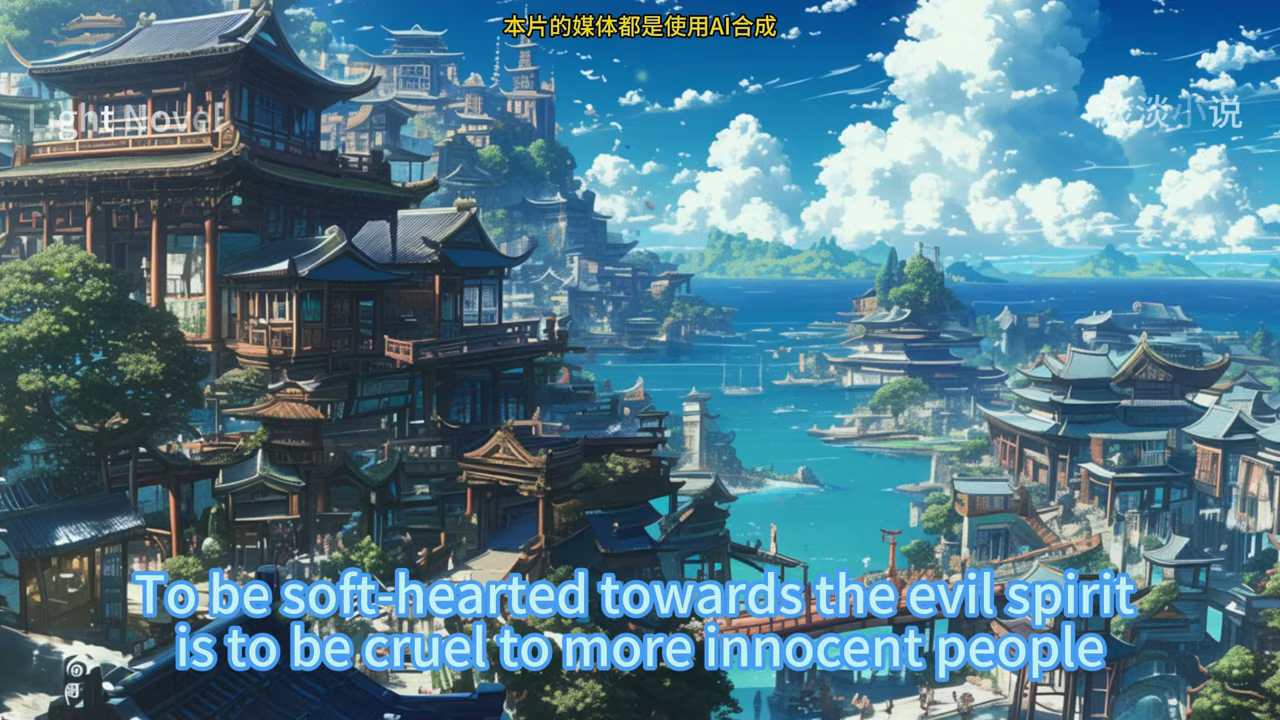 本片的媒体都是使用AI合成
Light Novel
淡小说
To be soft-hearted towards the evil spirit
is to be cruel to more innocent people